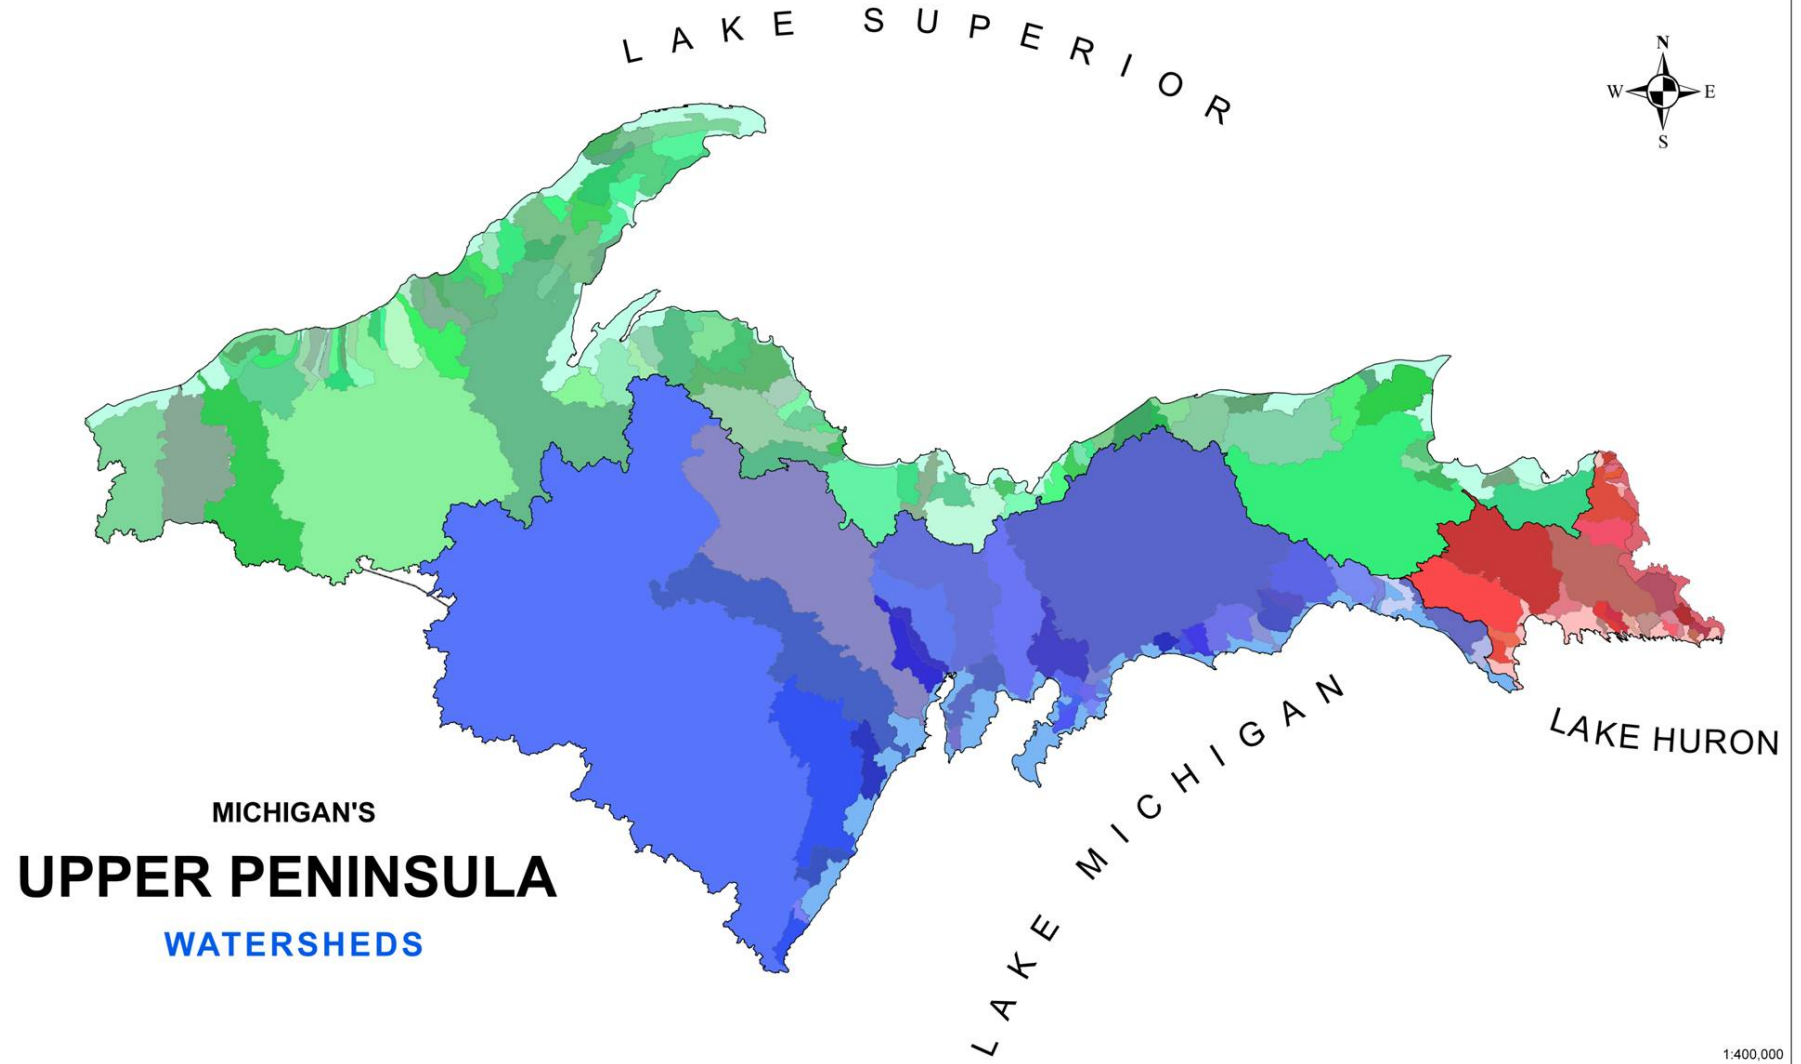 LAKE SUPERIOR
N
W E
S
LAKE MICHIGAN
LAKE HURON
MICHIGAN'S
UPPER PENINSULA
WATERSHEDS
1:400,000